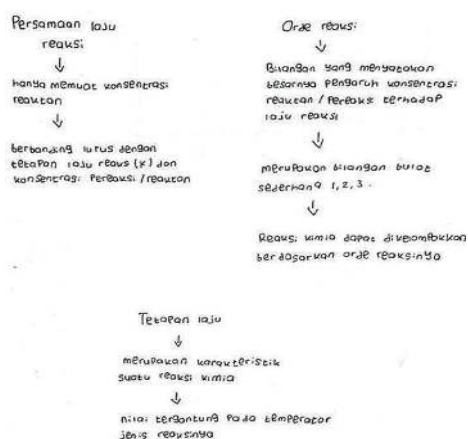 Persamaan laju
reaksi
hanya memuat konsentrasi
reaktan
berbanding lurus dengan
tetapan laju reaks (k) dan
konsentrasi Pereaksi/reaktan
Orde reaksi
Bilangan yang menyatakan
besarnya pengaruh konsentrasi
reaktan/Pereaksi terhadap
laju reaksi
merupakan bilangan bulat
sederhana 1, 2, 3.
Reaksi kimia dapat dikelompokkan
berdasarkan orde reaksinya
Tetapan laju
merupakan karakteristik
suatu reaksi kimia
nilai tergantung pada temperator
jenis reaksinya